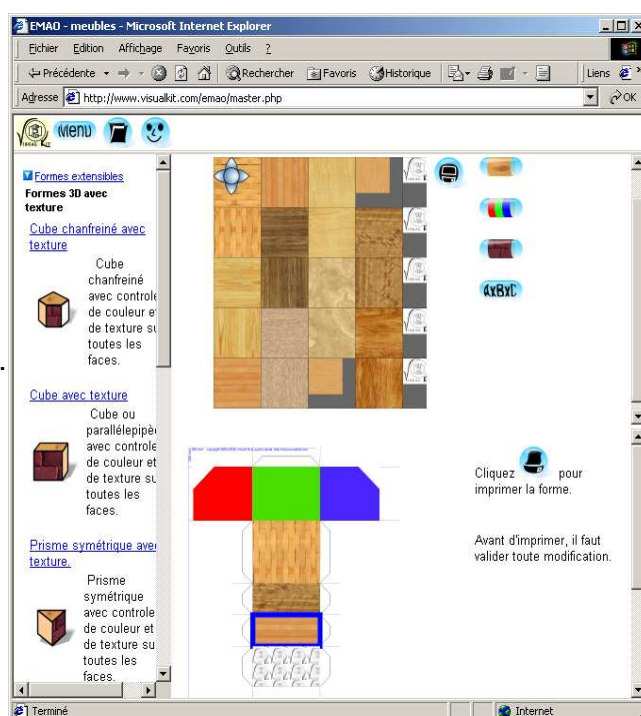 EMAO - meubles - Microsoft Internet Explorer
Fichier Edition Affichage Favoris Outils ?
Précédente Rechercher Favoris Historique Liens »
Adresse http://www.visualkit.com/emao/master.php OK
Menu
Formes extensibles
Formes 3D avec
texture
Cube chanfreiné avec
texture
Cube
chanfreiné
avec controle
de couleur et
de texture su
toutes les
faces.
Cube avec texture
Cube ou
parallélepipè
avec controle
de couleur et
de texture su
toutes les
faces.
Prisme symétrique avec
texture.
Prisme
symétrique
avec controle
de couleur et
de texture su
toutes les
faces.
AxBxC
Cliquez pour
imprimer la forme.
Avant d'imprimer, il faut
valider toute modification.
Terminé Internet